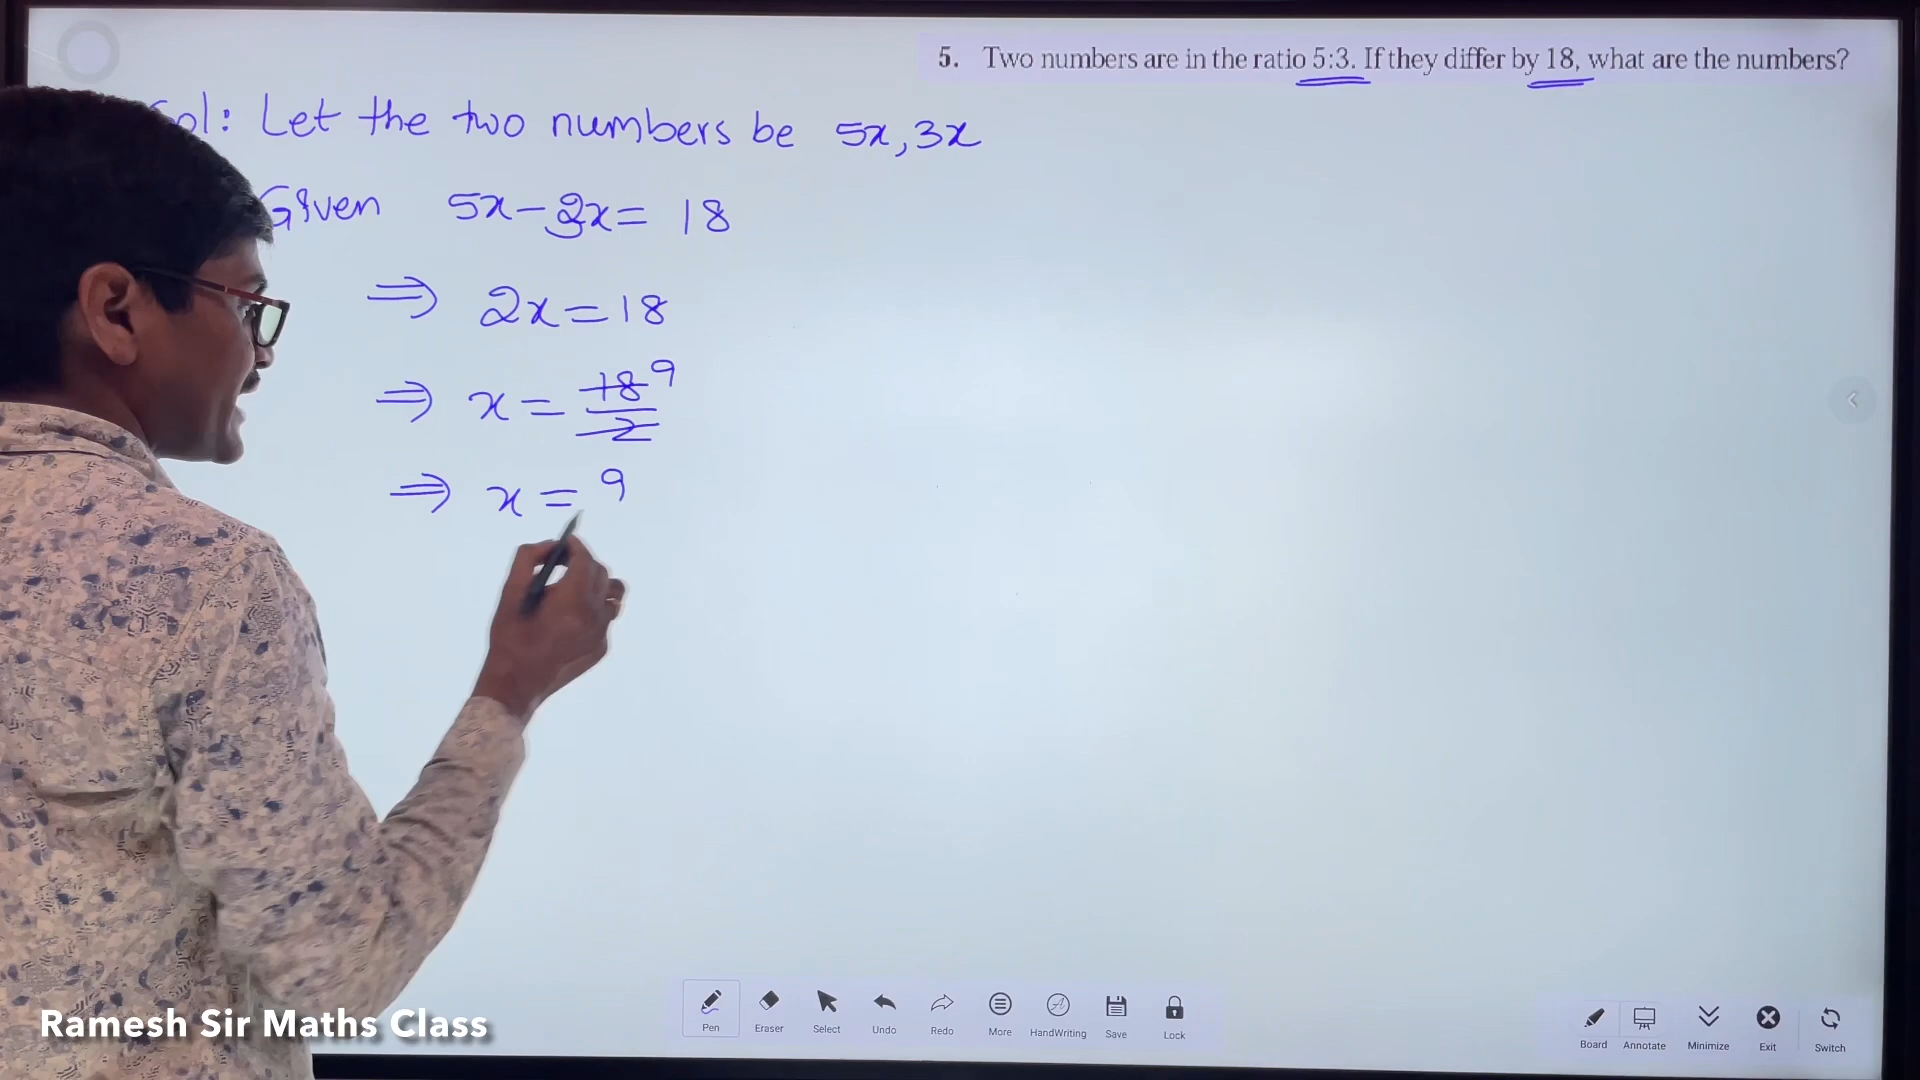 5. Two numbers are in the ratio 5:3. If they differ by 18, what are the numbers?
Sol: Let the two numbers be 5x, 3x
Given 5x - 3x = 18
⇒ 2x = 18
⇒ x = 18/2 9
⇒ x = 9
Ramesh Sir Maths Class
Pen Eraser Select Undo Redo More HandWriting Save Lock
Board Annotate Minimize Exit Switch